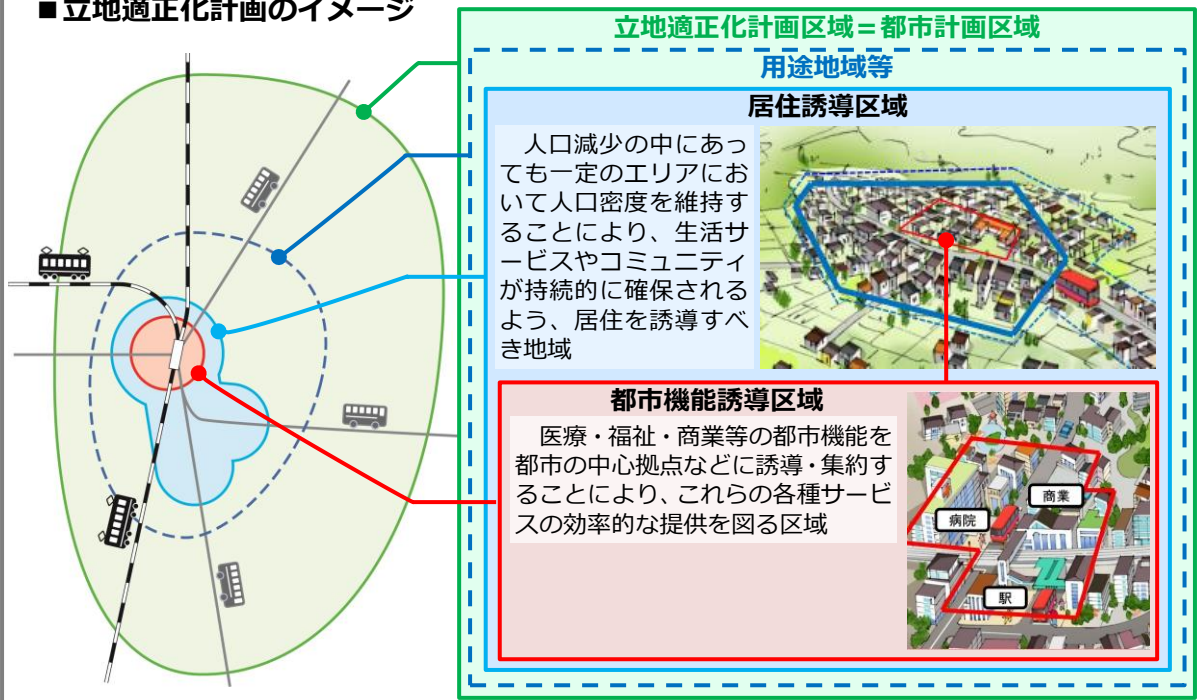 ■立地適正化計画のイメージ
立地適正化計画区域＝都市計画区域
用途地域等
居住誘導区域
人口減少の中にあっ
ても一定のエリアにお
いて人口密度を維持す
ることにより、生活サ
ービスやコミュニティ
が持続的に確保される
よう、居住を誘導すべ
き地域
都市機能誘導区域
医療・福祉・商業等の都市機能を
都市の中心拠点などに誘導・集約す
ることにより、これらの各種サービ
スの効率的な提供を図る区域
商業
病院
駅